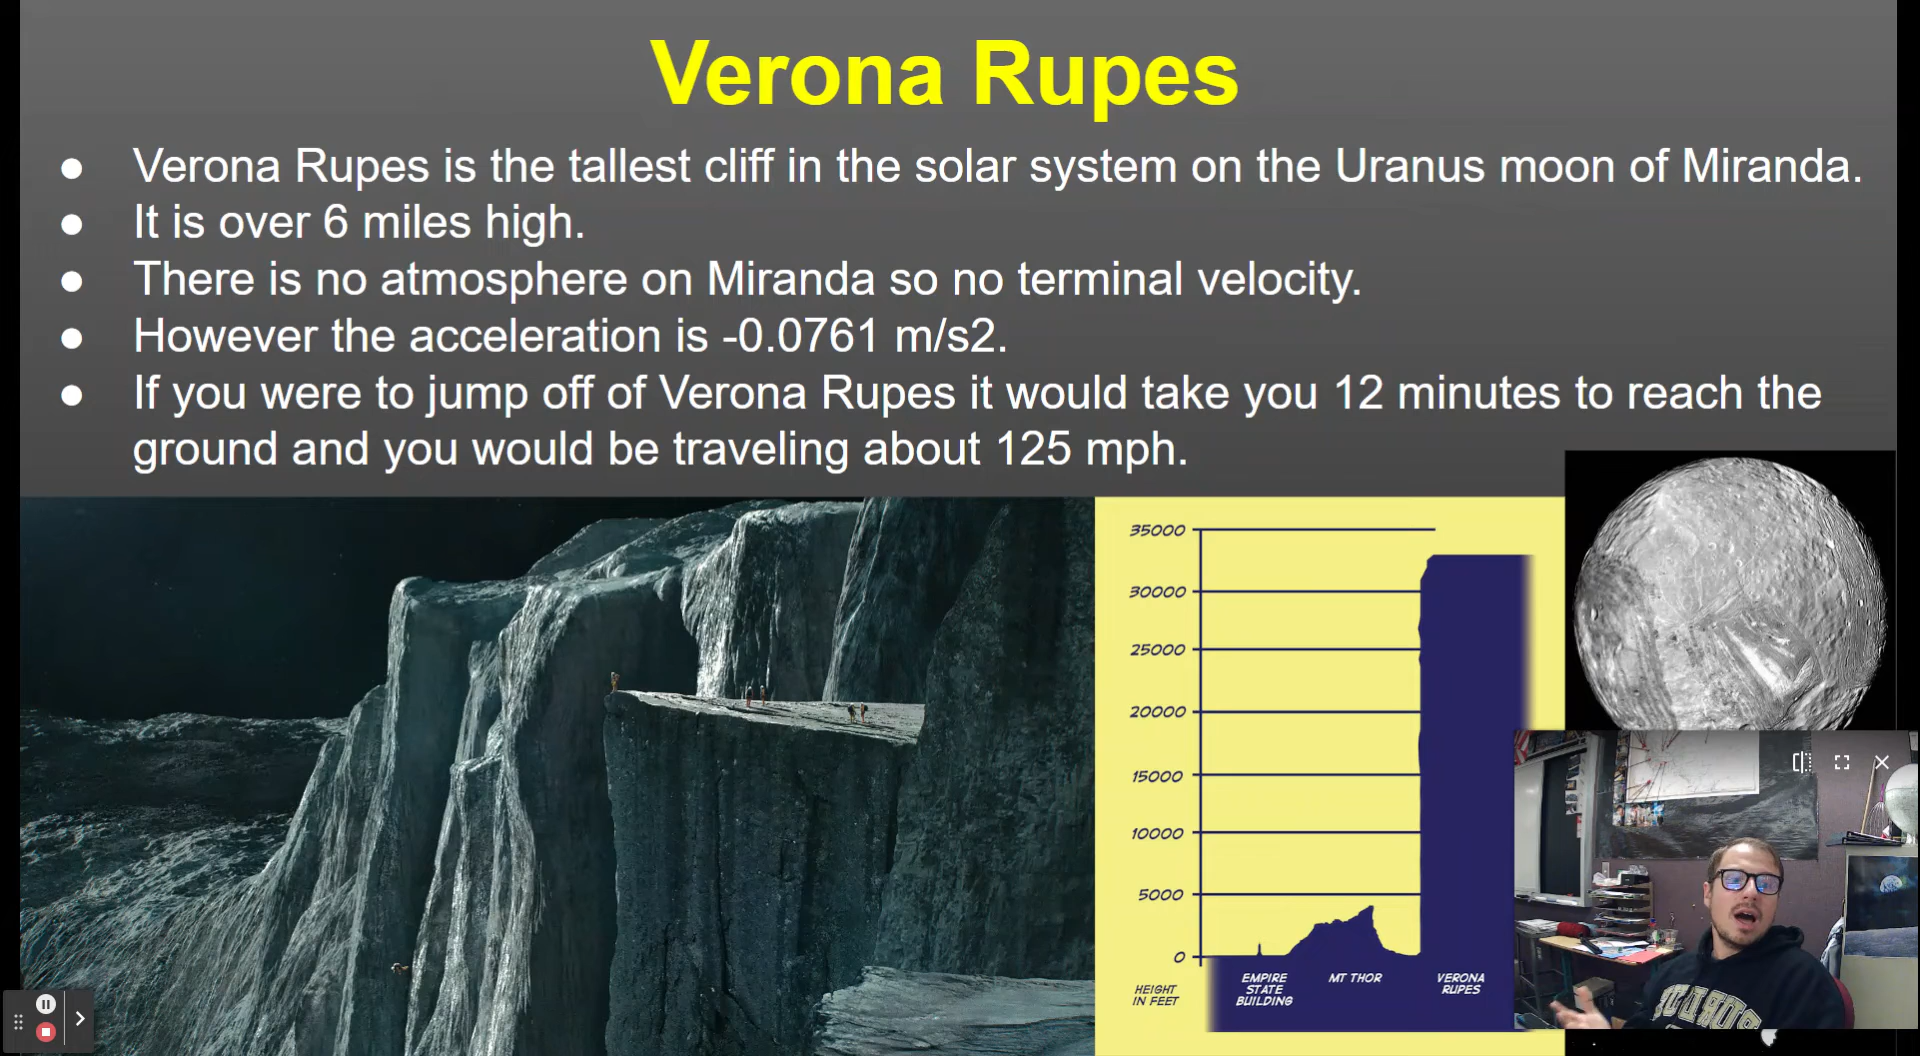 Verona Rupes
● Verona Rupes is the tallest cliff in the solar system on the Uranus moon of Miranda.
● It is over 6 miles high.
● There is no atmosphere on Miranda so no terminal velocity.
● However the acceleration is -0.0761 m/s2.
● If you were to jump off of Verona Rupes it would take you 12 minutes to reach the
ground and you would be traveling about 125 mph.
35000
30000
25000
20000
15000
10000
5000
0
HEIGHT
IN FEET
EMPIRE
STATE
BUILDING
MT THOR
VERONA
RUPES